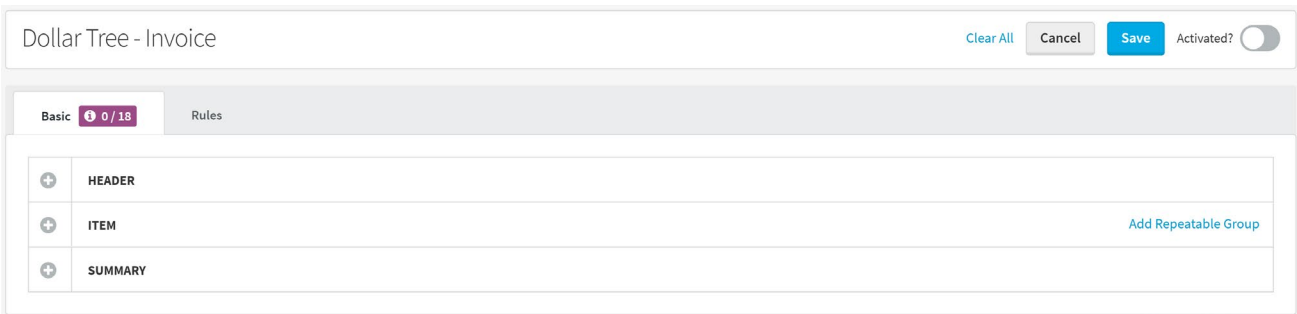 Dollar Tree - Invoice
Clear All Cancel Save Activated?
Basic 0 / 18 Rules
HEADER
ITEM Add Repeatable Group
SUMMARY